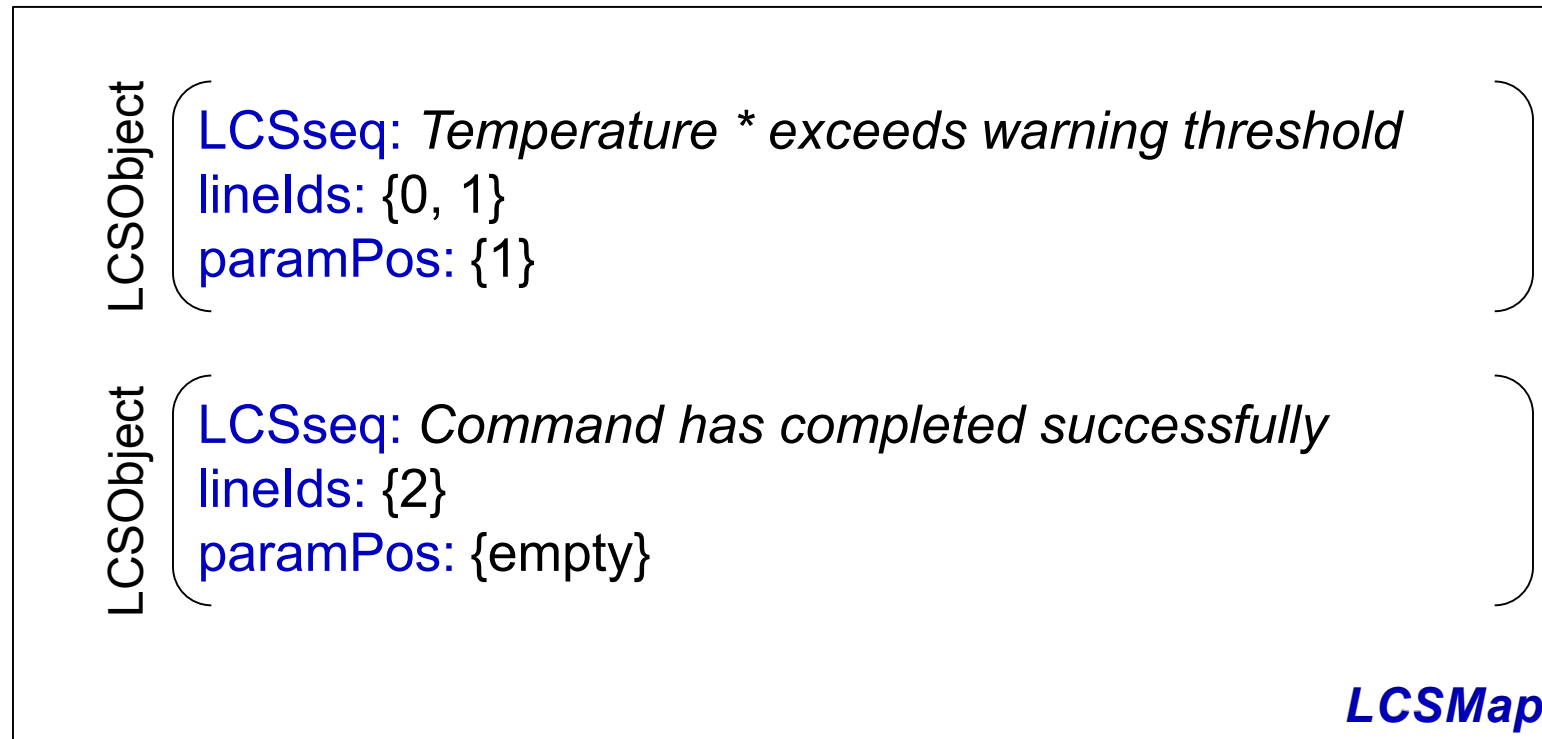 LCSObject
LCSseq: Temperature * exceeds warning threshold
lineIds: {0, 1}
paramPos: {1}
LCSObject
LCSseq: Command has completed successfully
lineIds: {2}
paramPos: {empty}
LCSMap